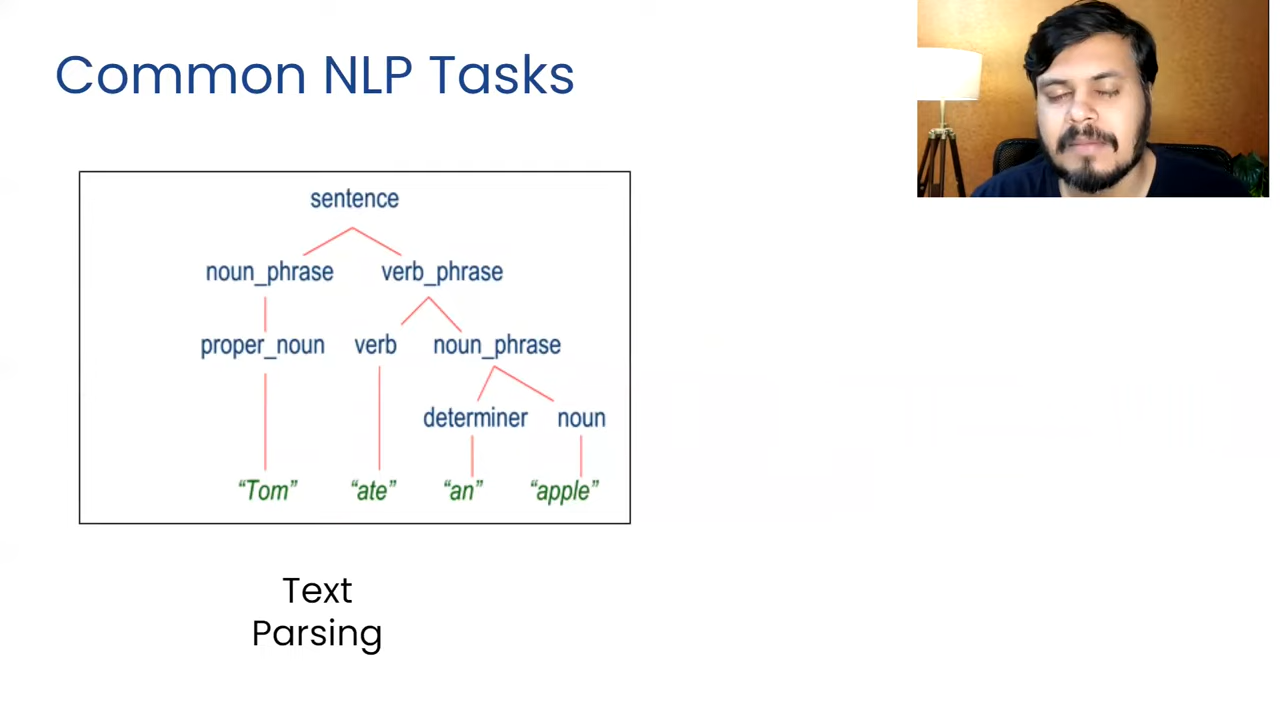 Common NLP Tasks
sentence
noun_phrase verb_phrase
proper_noun verb noun_phrase
determiner noun
“Tom” “ate” “an” “apple”
Text
Parsing